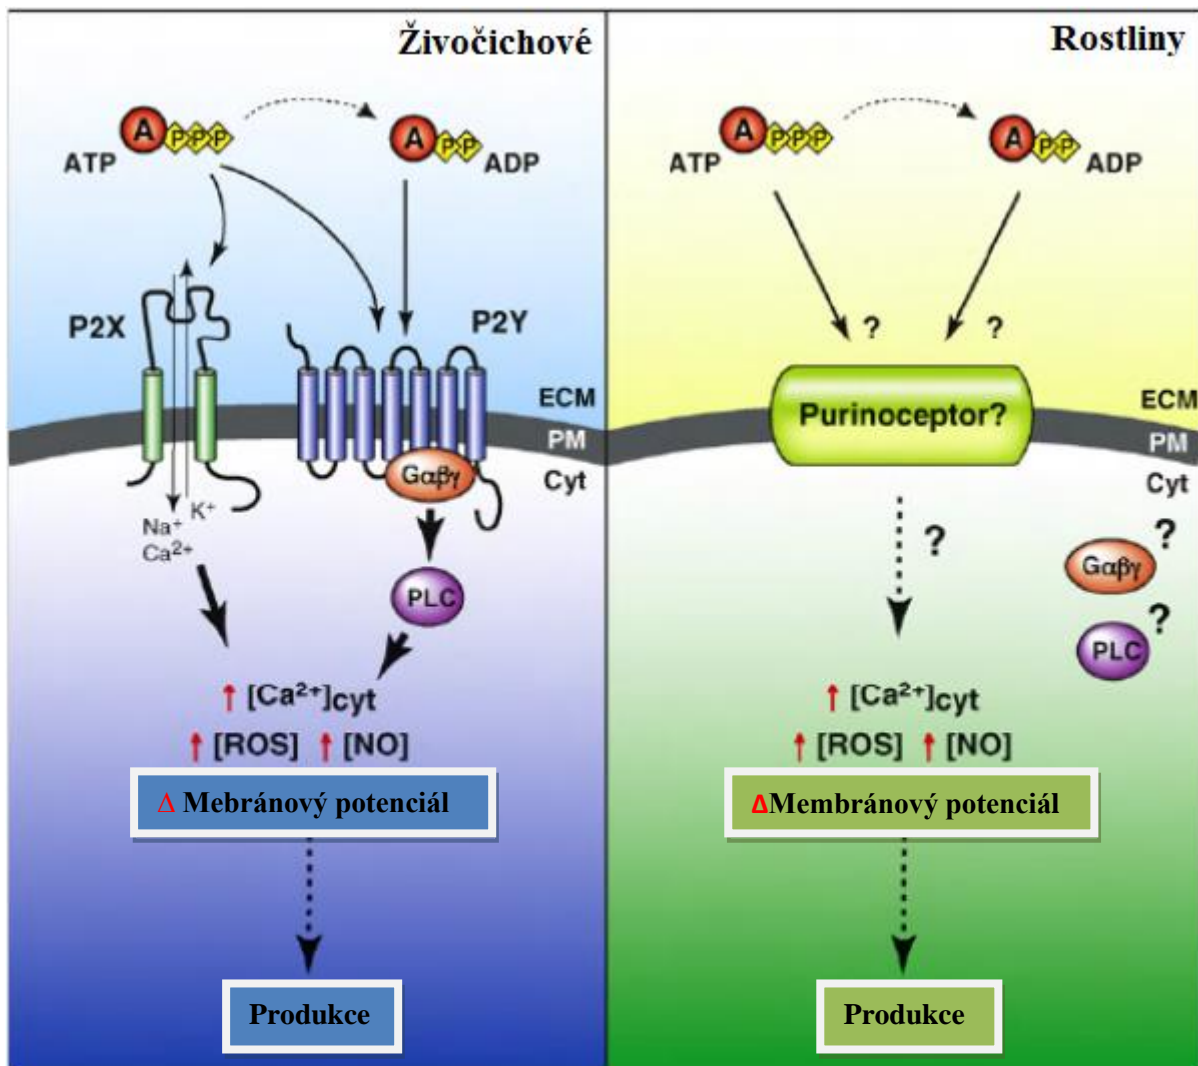 Živočichové
A P P P
ATP
A P P
ADP
P2X
P2Y
ECM
PM
Cyt
Gαβγ
Na⁺ K⁺
Ca²⁺
PLC
↑ [Ca²⁺]cyt
↑ [ROS] ↑ [NO]
Δ Mebránový potenciál
Produkce
Rostliny
A P P P
ATP
A P P
ADP
? ?
Purinoceptor?
ECM
PM
Cyt
?
Gαβγ ?
PLC ?
↑ [Ca²⁺]cyt
↑ [ROS] ↑ [NO]
ΔMembránový potenciál
Produkce